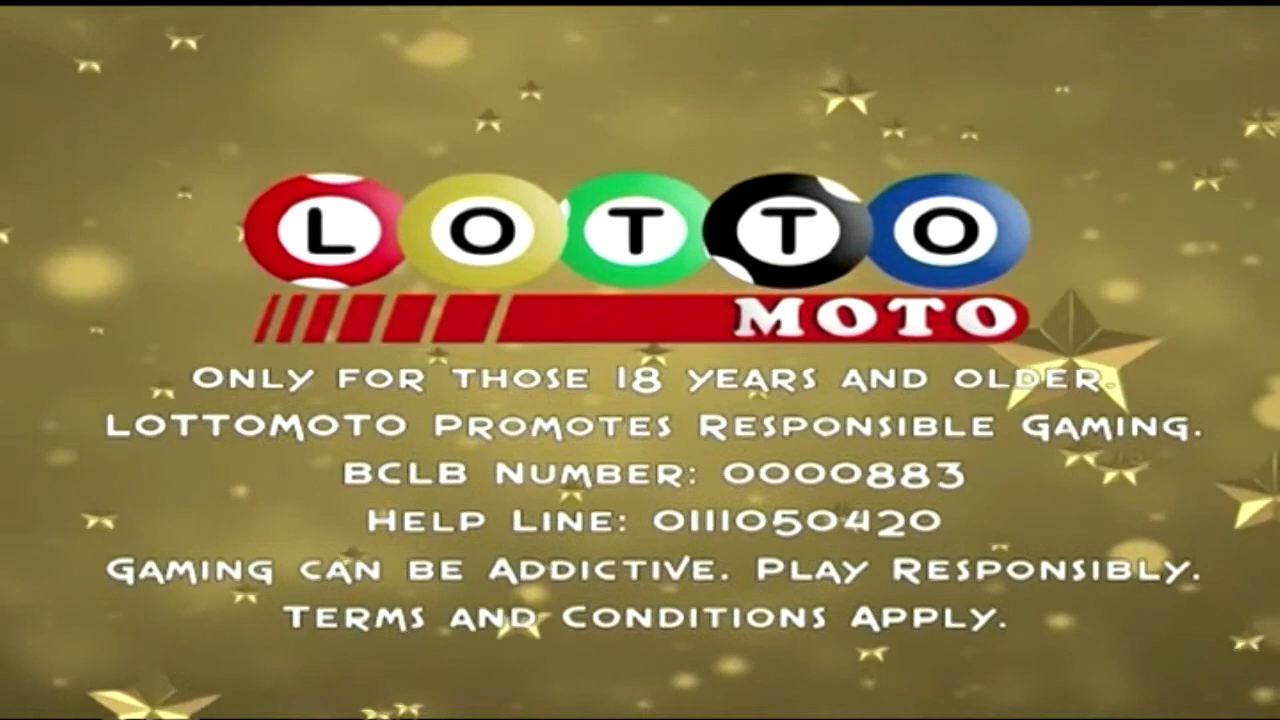 LOTTO
MOTO
ONLY FOR THOSE 18 YEARS AND OLDER.
LOTTOMOTO PROMOTES RESPONSIBLE GAMING.
BCLB NUMBER: 0000883
HELP LINE: 0111050420
GAMING CAN BE ADDICTIVE. PLAY RESPONSIBLY.
TERMS AND CONDITIONS APPLY.